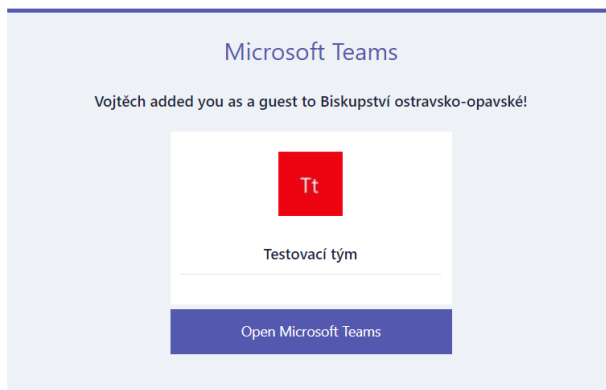 Microsoft Teams
Vojtěch added you as a guest to Biskupství ostravsko-opavské!
Tt
Testovací tým
Open Microsoft Teams